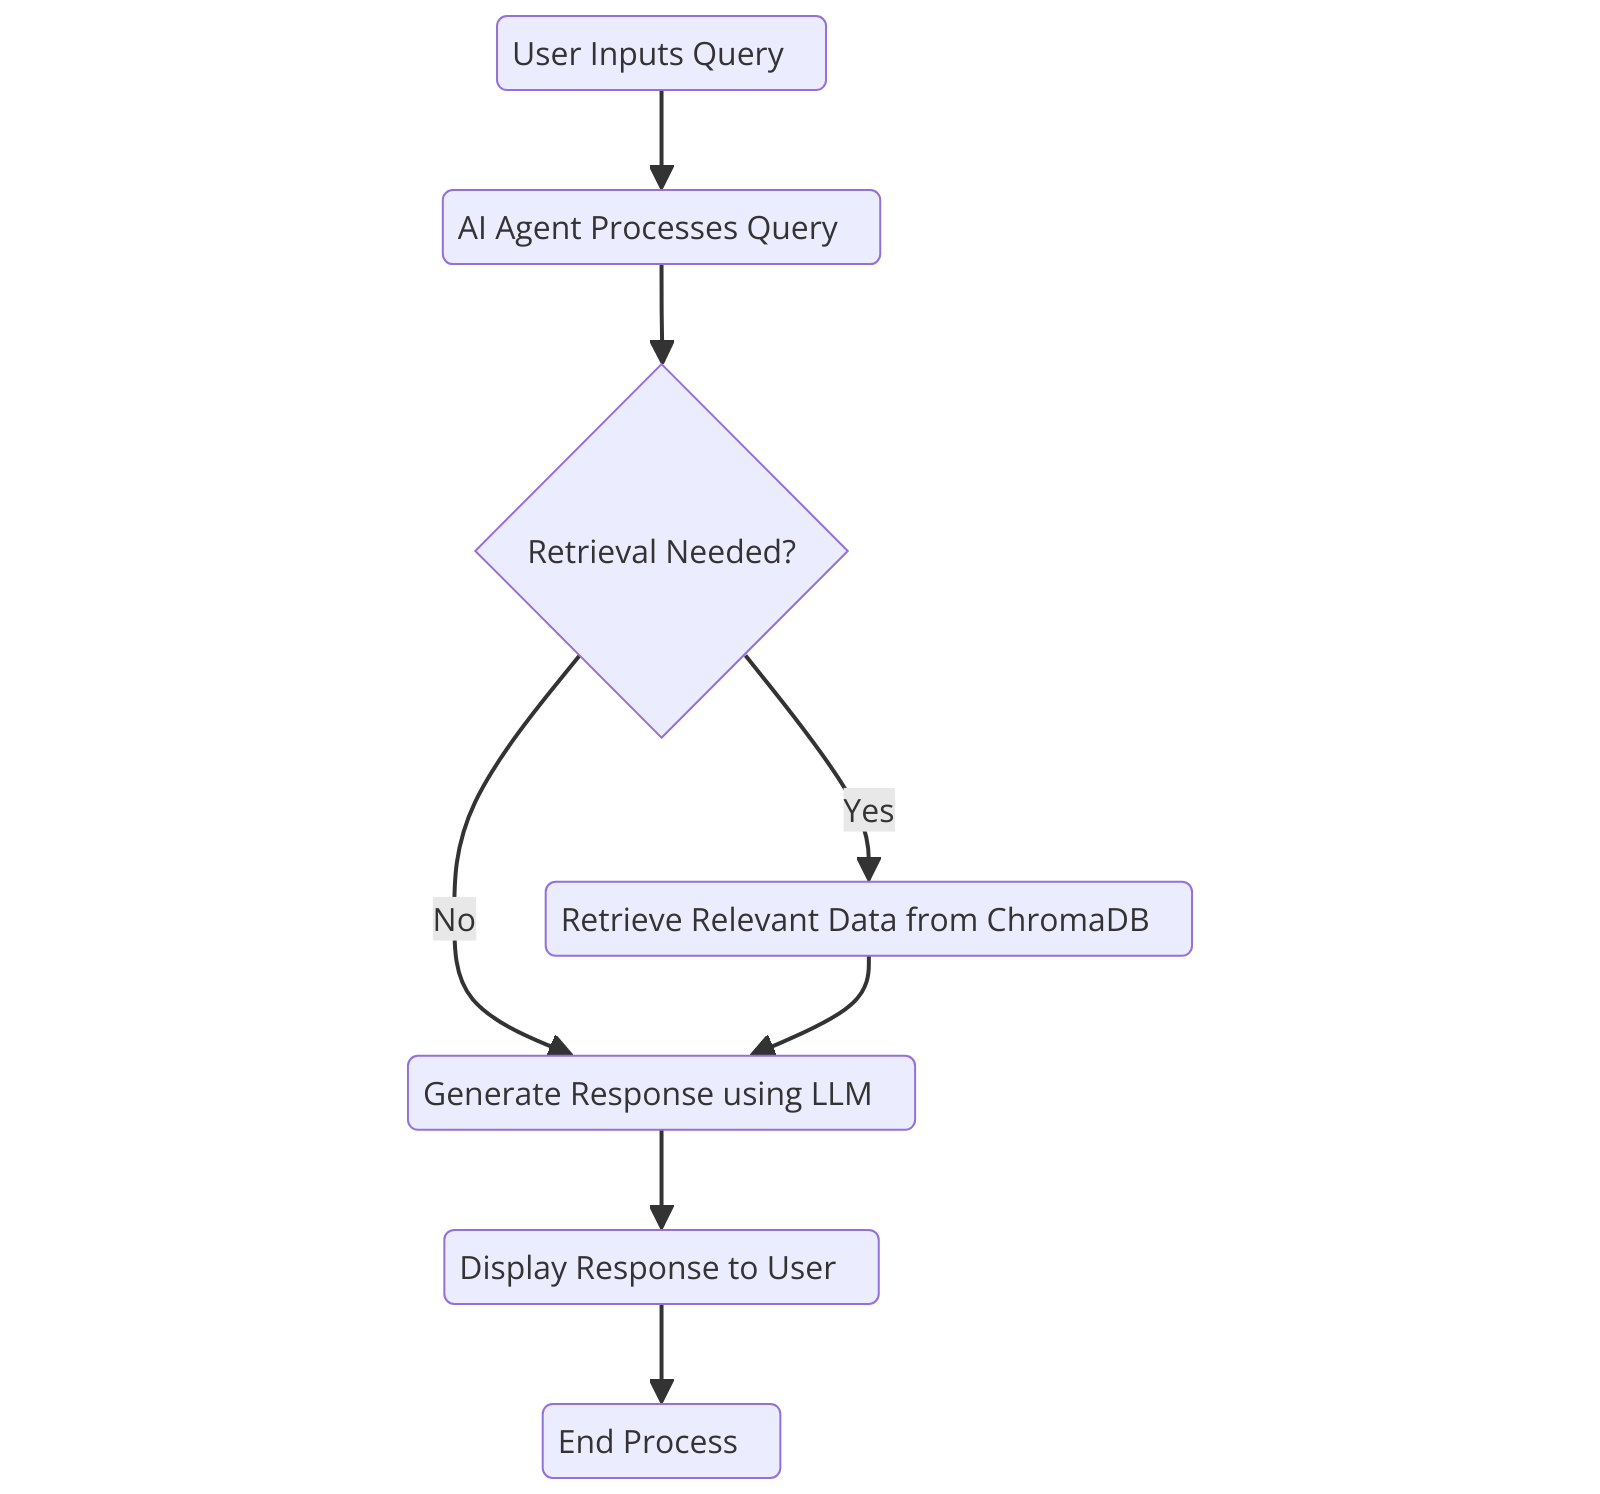 User Inputs Query
AI Agent Processes Query
Retrieval Needed?
Yes
No
Retrieve Relevant Data from ChromaDB
Generate Response using LLM
Display Response to User
End Process